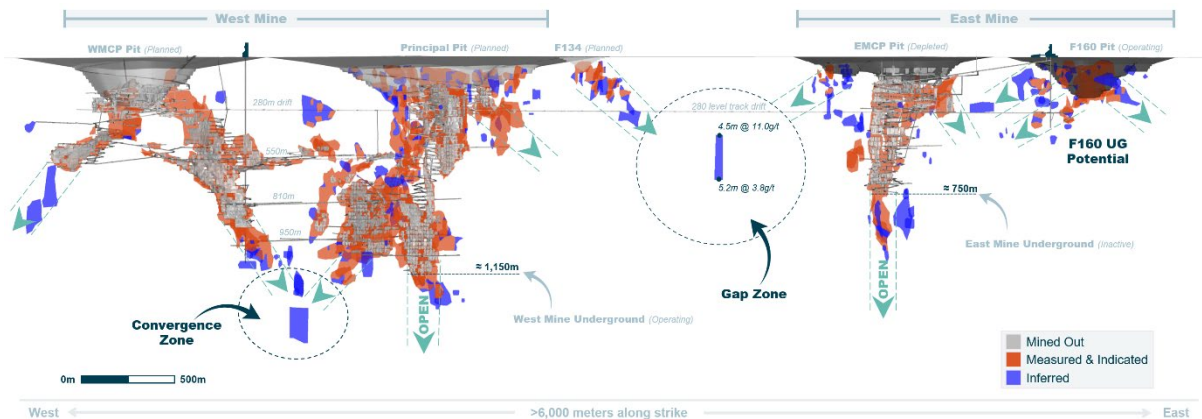 West Mine
East Mine
WMCP Pit (Planned)
Principal Pit (Planned)
F134 (Planned)
EMCP Pit (Depleted)
F160 Pit (Operating)
280m drift
280 level track drift
4.5m @ 11.0g/t
5.2m @ 3.8g/t
F160 UG
Potential
550m
810m
950m
≈ 750m
East Mine Underground (Inactive)
≈ 1,150m
West Mine Underground (Operating)
Gap Zone
Convergence
Zone
OPEN
OPEN
Mined Out
Measured & Indicated
Inferred
0m
500m
West
>6,000 meters along strike
East